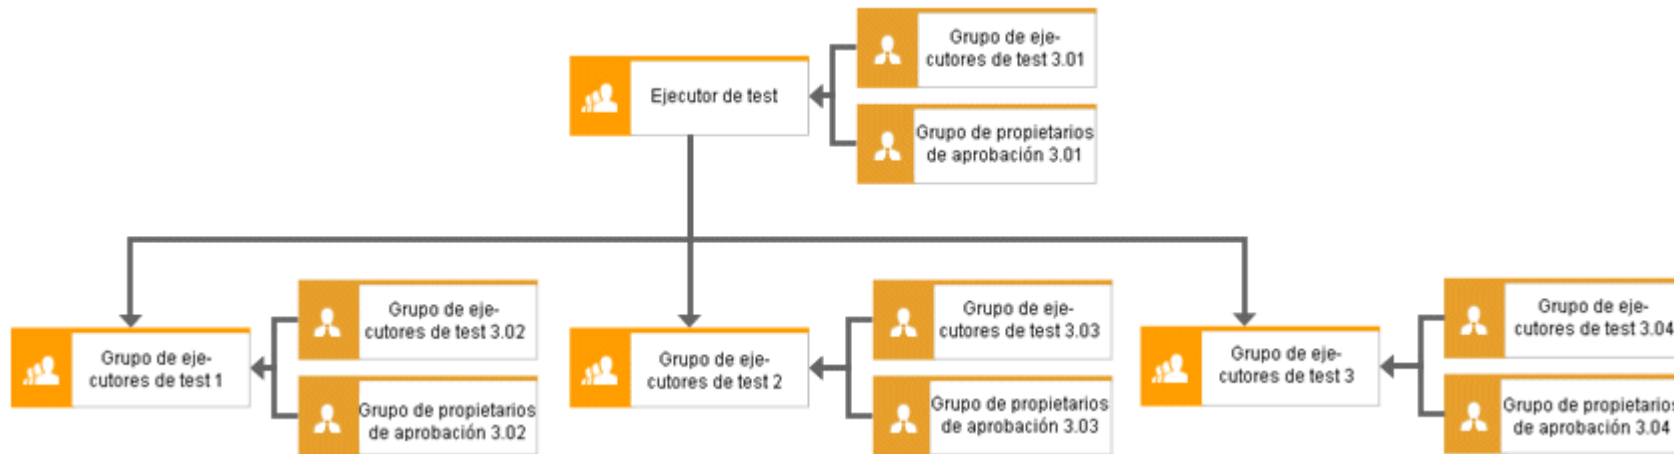 Grupo de eje-
cutores de test 3.01
Ejecutor de test
Grupo de propietarios
de aprobación 3.01
Grupo de eje-
cutores de test 3.02
Grupo de eje-
cutores de test 1
Grupo de propietarios
de aprobación 3.02
Grupo de eje-
cutores de test 3.03
Grupo de eje-
cutores de test 2
Grupo de propietarios
de aprobación 3.03
Grupo de eje-
cutores de test 3.04
Grupo de eje-
cutores de test 3
Grupo de propietarios
de aprobación 3.04